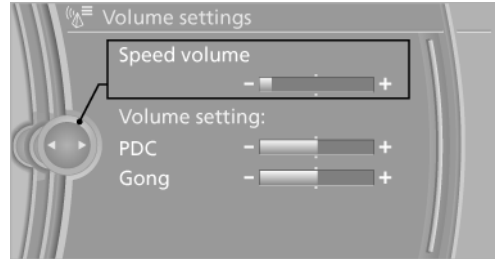 Volume settings
Speed volume
- +
Volume setting:
PDC - +
Gong - +